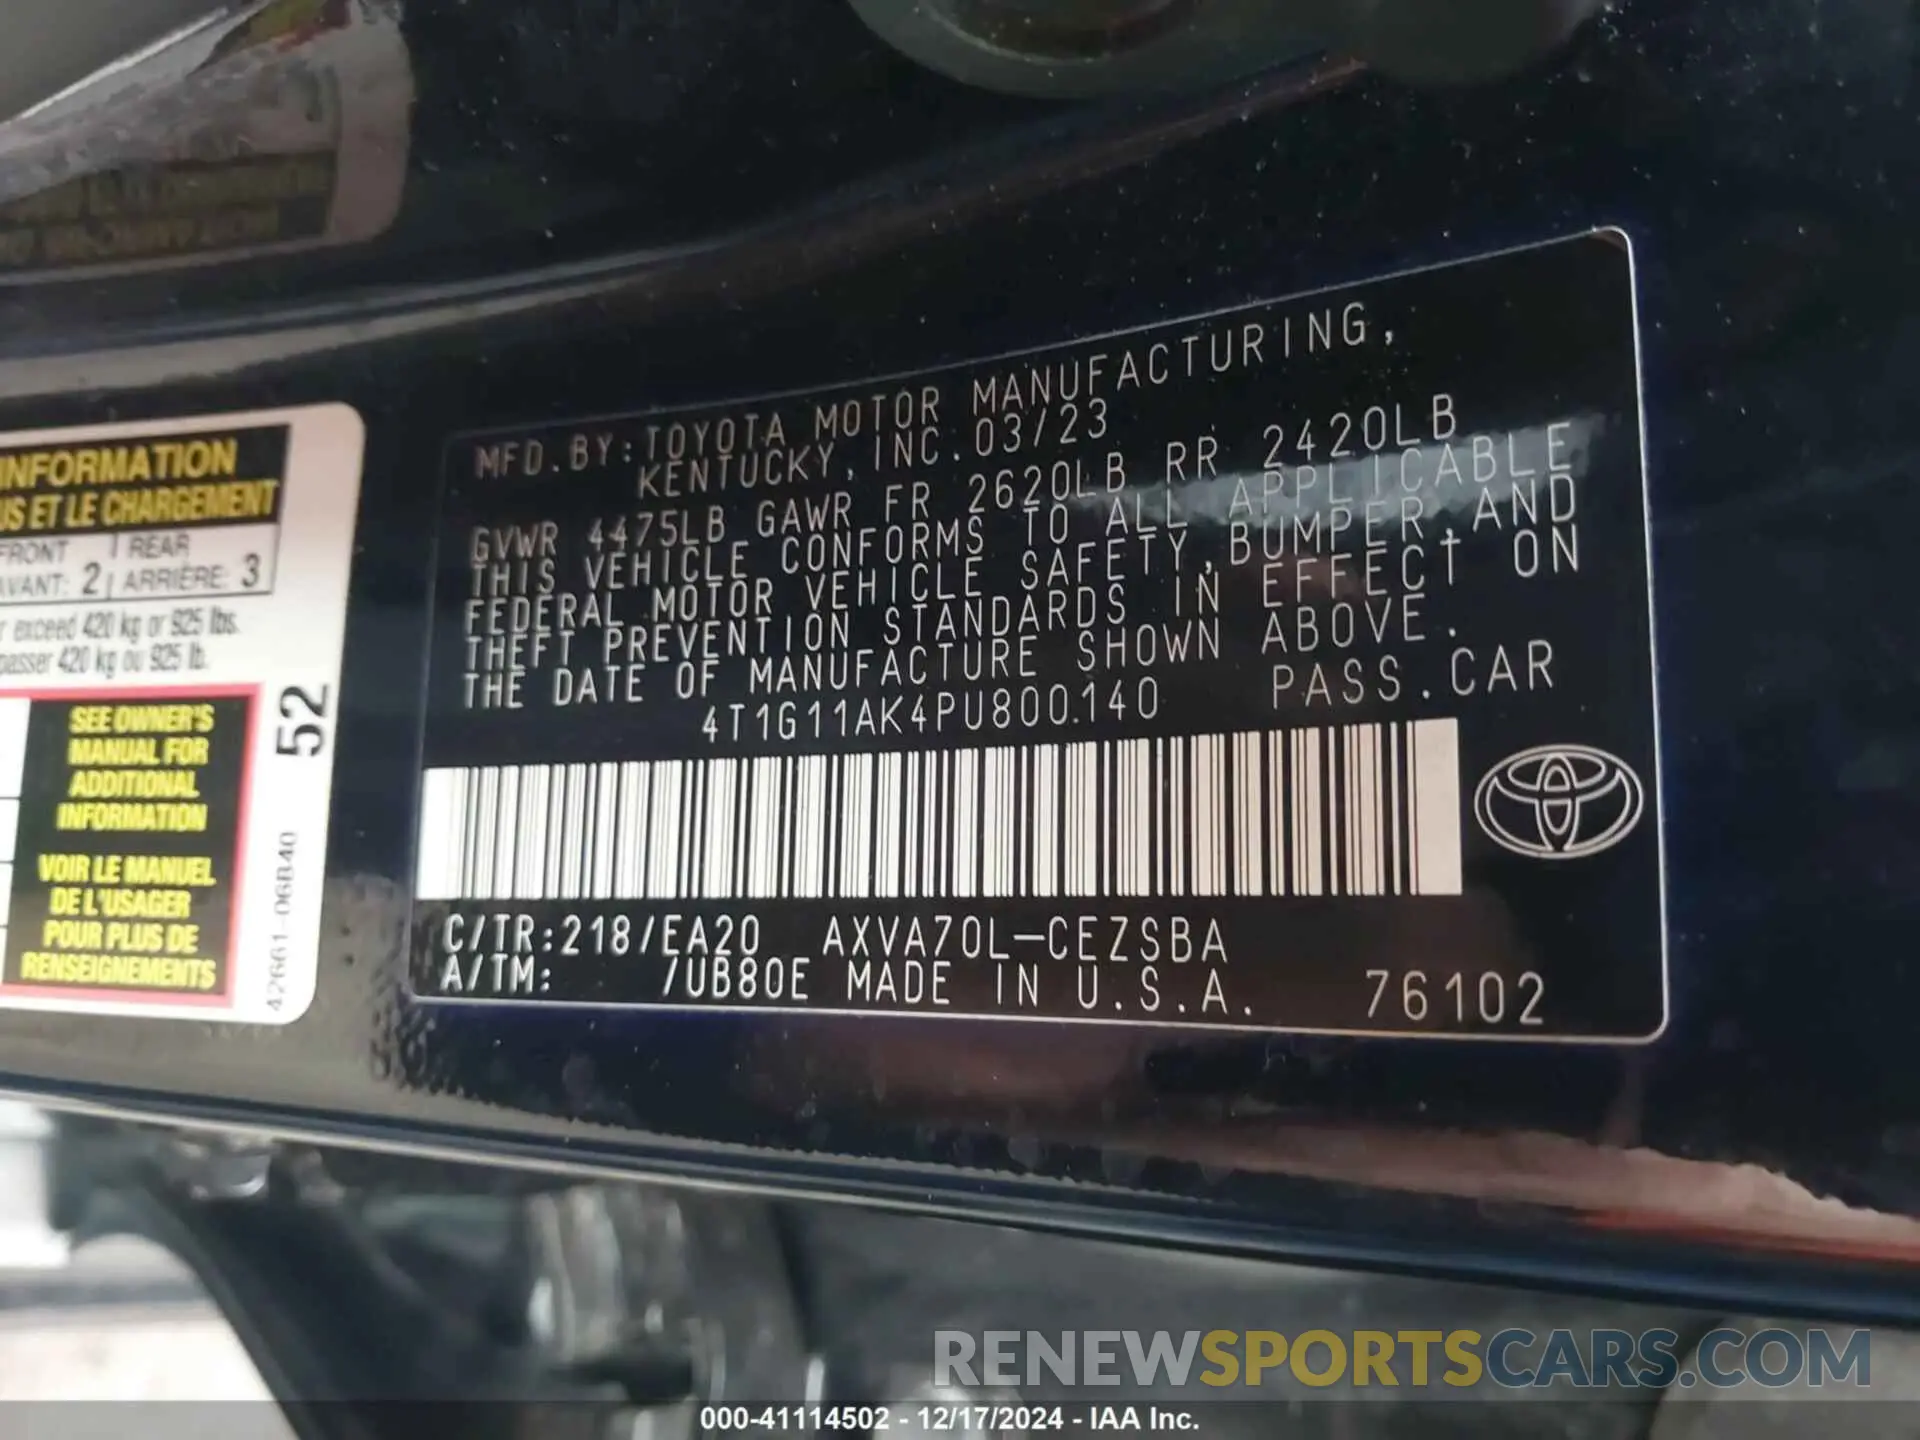 MFD.BY:TOYOTA MOTOR MANUFACTURING,
KENTUCKY, INC. 03/23
GVWR 4475LB GAWR FR 2620LB RR 2420LB
THIS VEHICLE CONFORMS TO ALL APPLICABLE
FEDERAL MOTOR VEHICLE SAFETY,BUMPER,AND
THEFT PREVENTION STANDARDS IN EFFECT ON
THE DATE OF MANUFACTURE SHOWN ABOVE.
4T1G11AK4PU800140 PASS.CAR
C/TR:218/EA20 AXVA70L-CEZSBA
A/TM: /UB80E MADE IN U.S.A. 76102
INFORMATION
US ET LE CHARGEMENT
FRONT REAR
AVANT: 2 ARRIÈRE: 3
r exceed 420 kg or 925 lbs.
passer 420 kg ou 925 lb.
SEE OWNER'S
MANUAL FOR
ADDITIONAL
INFORMATION
VOIR LE MANUEL
DE L'USAGER
POUR PLUS DE
RENSEIGNEMENTS
52
42661-06B40
RENEWSPORTSCARS.COM
000-41114502 - 12/17/2024 - IAA Inc.